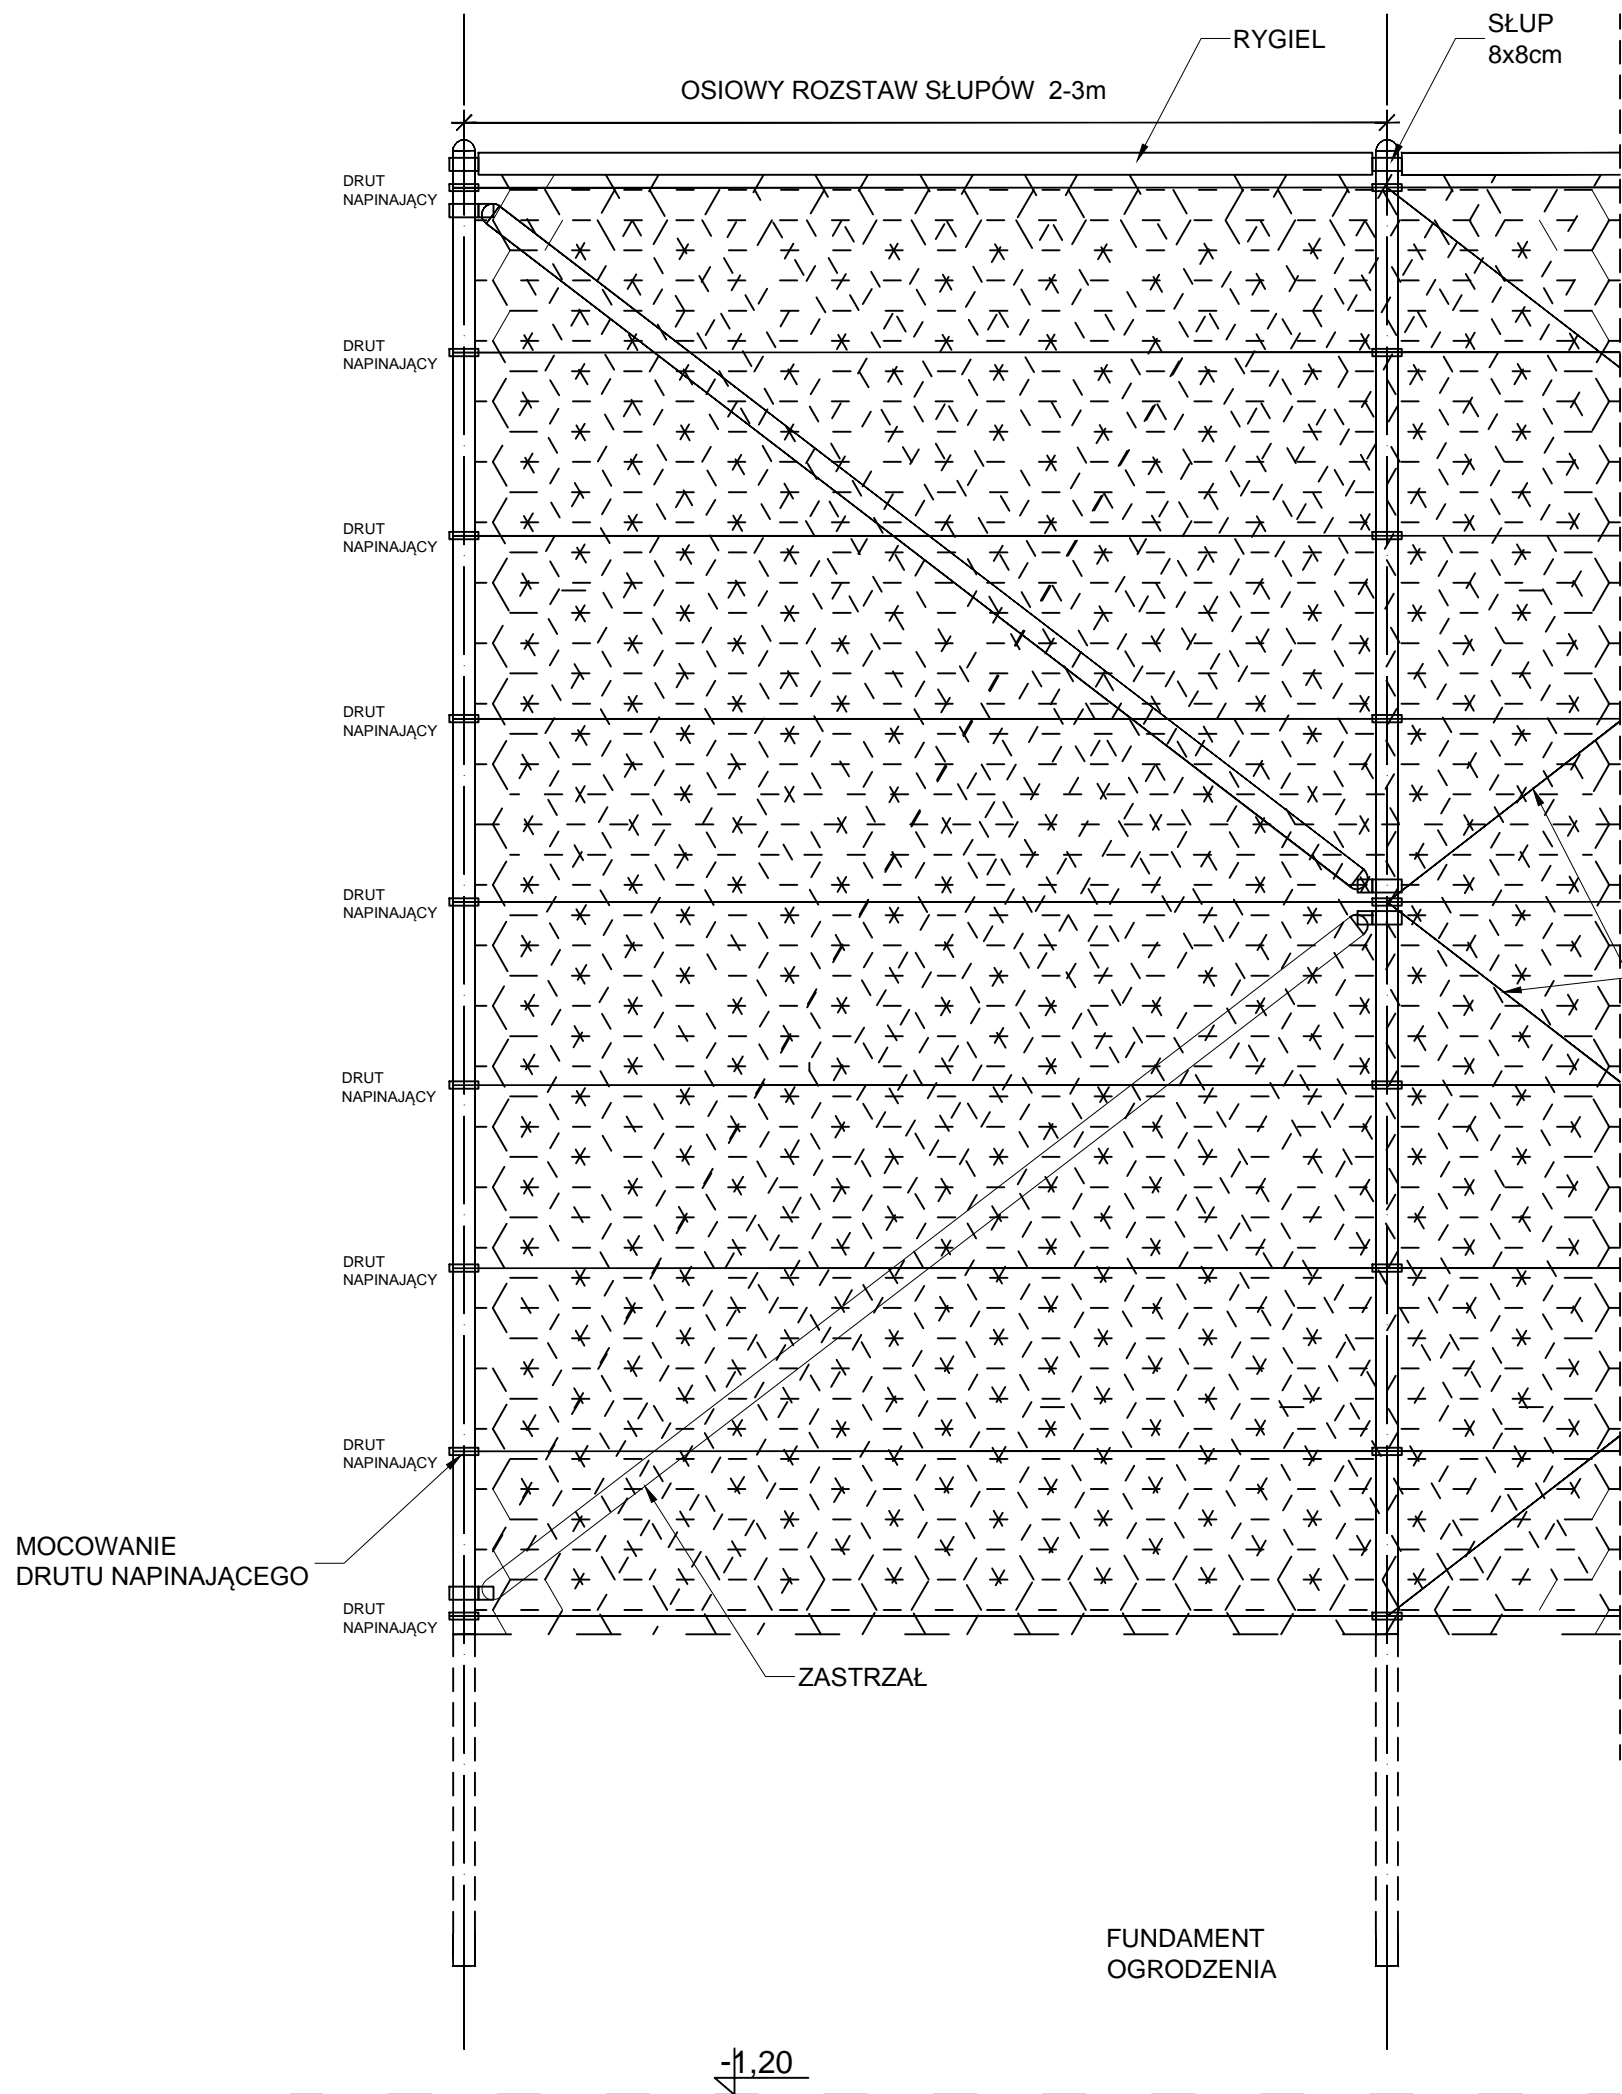 RYGIEL
SŁUP
8x8cm
OSIOWY ROZSTAW SŁUPÓW 2-3m
DRUT
NAPINAJĄCY
DRUT
NAPINAJĄCY
DRUT
NAPINAJĄCY
DRUT
NAPINAJĄCY
DRUT
NAPINAJĄCY
DRUT
NAPINAJĄCY
DRUT
NAPINAJĄCY
DRUT
NAPINAJĄCY
MOCOWANIE
DRUTU NAPINAJĄCEGO
DRUT
NAPINAJĄCY
ZASTRZAŁ
FUNDAMENT
OGRODZENIA
-1,20